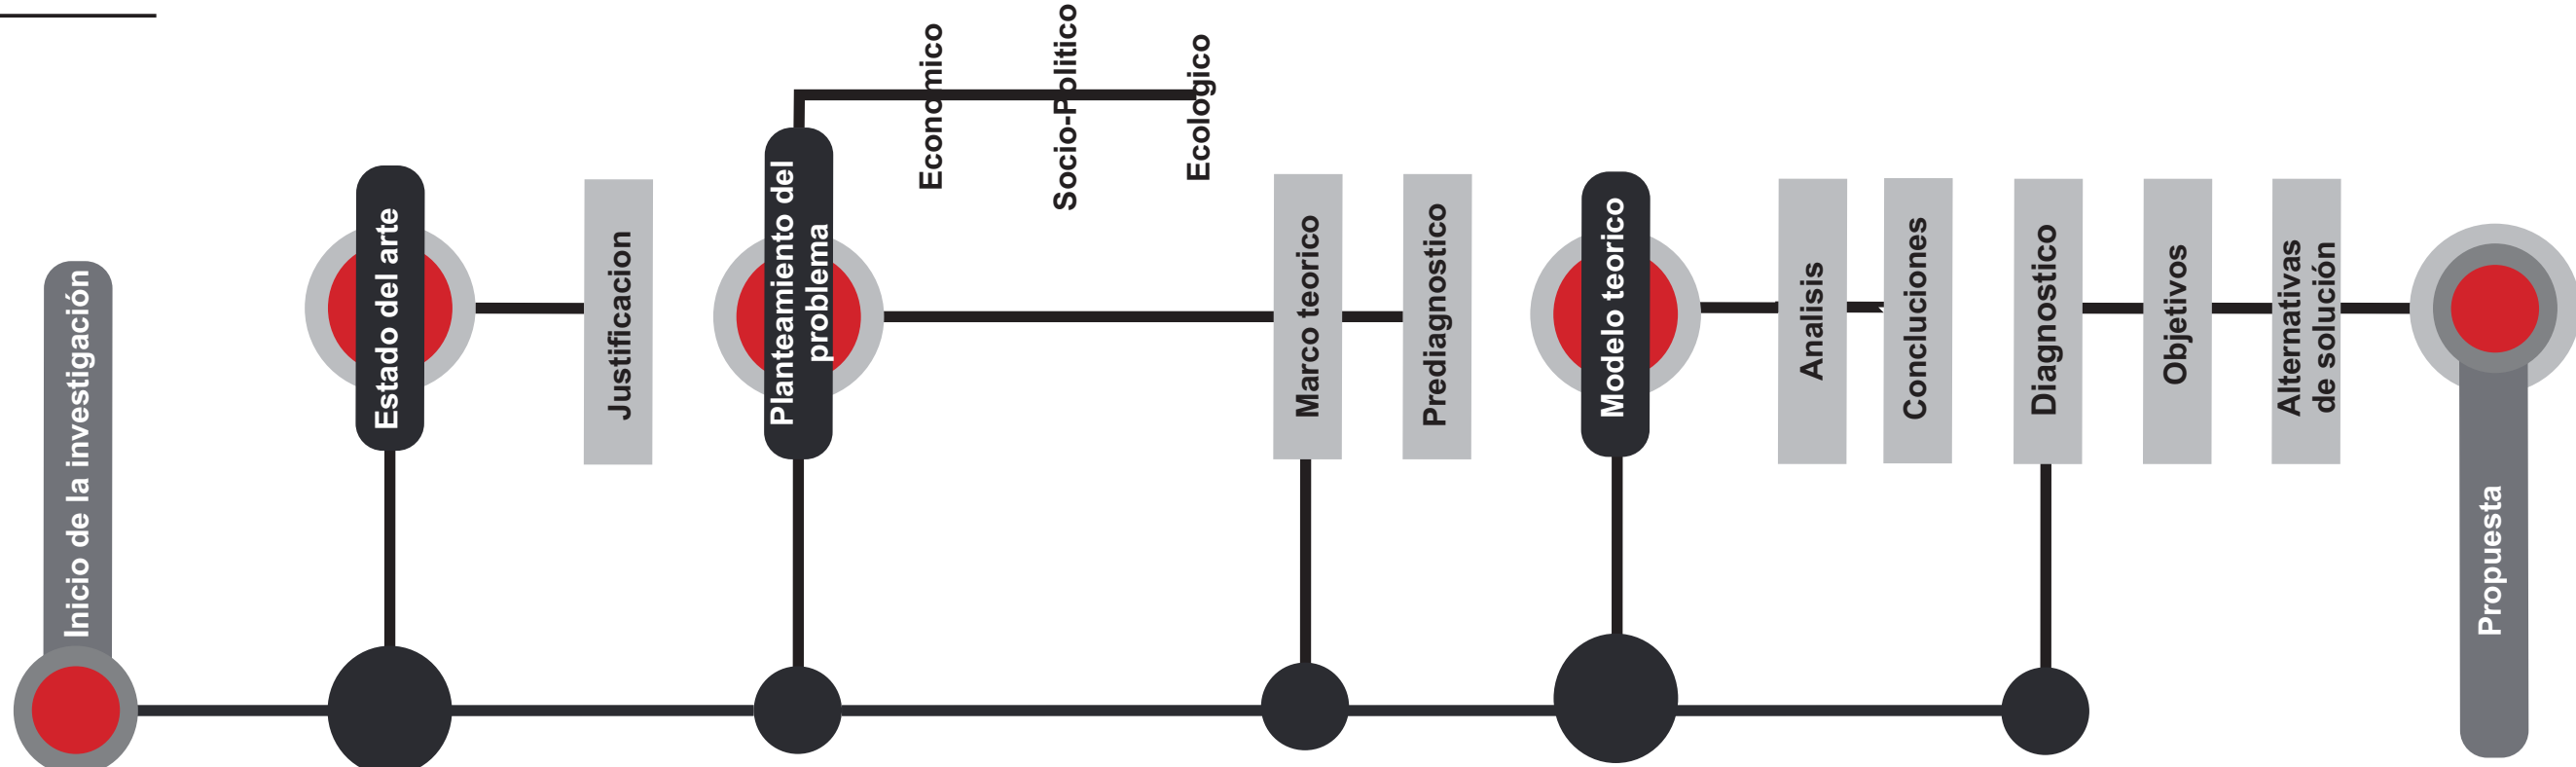 Inicio de la investigación
Estado del arte
Justificacion
Planteamiento del
problema
Economico
Socio-Politico
Ecologico
Marco teorico
Prediagnostico
Modelo teorico
Analisis
Concluciones
Diagnostico
Objetivos
Alternativas
de solución
Propuesta